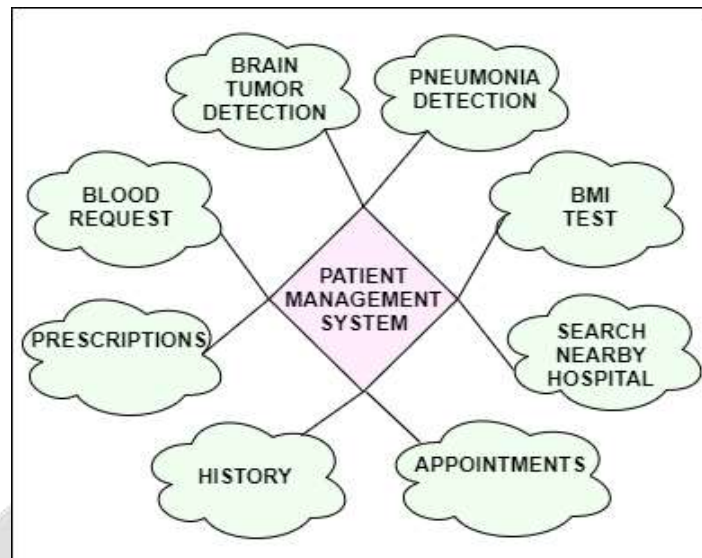 BRAIN
TUMOR
DETECTION
PNEUMONIA
DETECTION
BLOOD
REQUEST
BMI
TEST
PATIENT
MANAGEMENT
SYSTEM
PRESCRIPTIONS
SEARCH
NEARBY
HOSPITAL
HISTORY
APPOINTMENTS